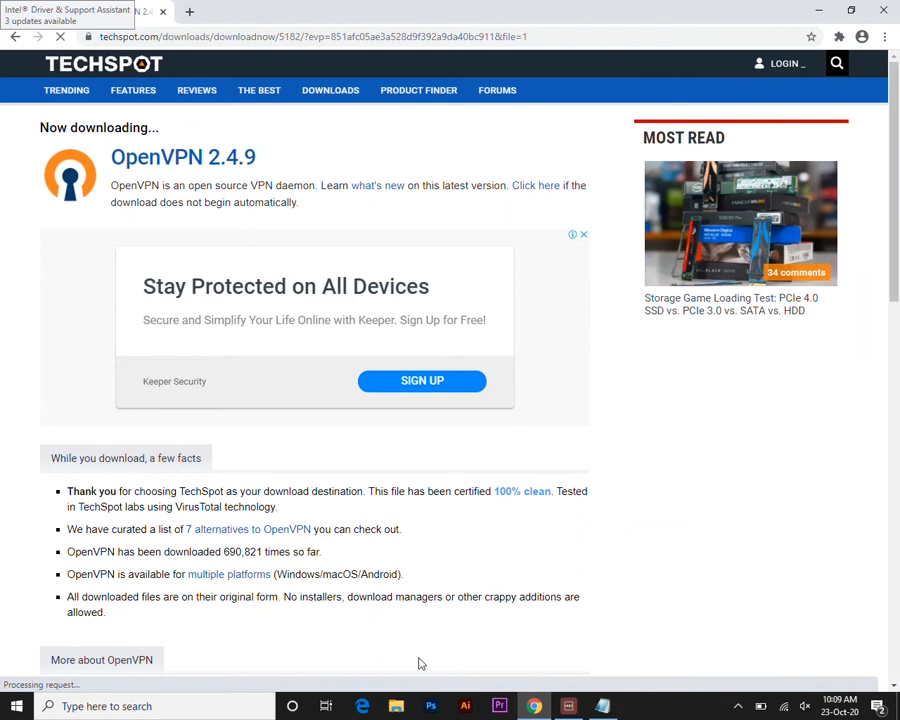 Intel® Driver & Support Assistant
3 updates available
2.4
techspot.com/downloads/downloadnow/5182/?evp=851afc05ae3a528d9f392a9da40bc911&file=1
TECHSPOT
LOGIN _
TRENDING FEATURES REVIEWS THE BEST DOWNLOADS PRODUCT FINDER FORUMS
Now downloading...
OpenVPN 2.4.9
OpenVPN is an open source VPN daemon. Learn what's new on this latest version. Click here if the
download does not begin automatically.
Stay Protected on All Devices
Secure and Simplify Your Life Online with Keeper. Sign Up for Free!
Keeper Security
SIGN UP
MOST READ
34 comments
Storage Game Loading Test: PCIe 4.0
SSD vs. PCIe 3.0 vs. SATA vs. HDD
While you download, a few facts
Thank you for choosing TechSpot as your download destination. This file has been certified 100% clean. Tested
in TechSpot labs using VirusTotal technology.
We have curated a list of 7 alternatives to OpenVPN you can check out.
OpenVPN has been downloaded 690,821 times so far.
OpenVPN is available for multiple platforms (Windows/macOS/Android).
All downloaded files are on their original form. No installers, download managers or other crappy additions are
allowed.
More about OpenVPN
Processing request...
Type here to search
Ps
Ai
Pr
10:09 AM
23-Oct-20
2